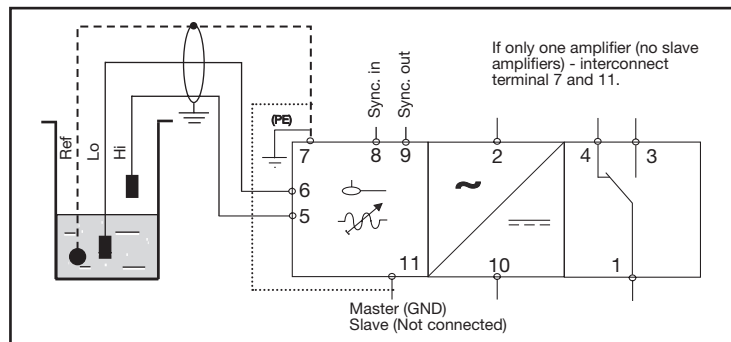 If only one amplifier (no slave
amplifiers) - interconnect
terminal 7 and 11.
Sync. in
Sync. out
(PE)
Ref
Lo
Hi
7
8
9
2
4
3
6
5
~
11
10
1
Master (GND)
Slave (Not connected)